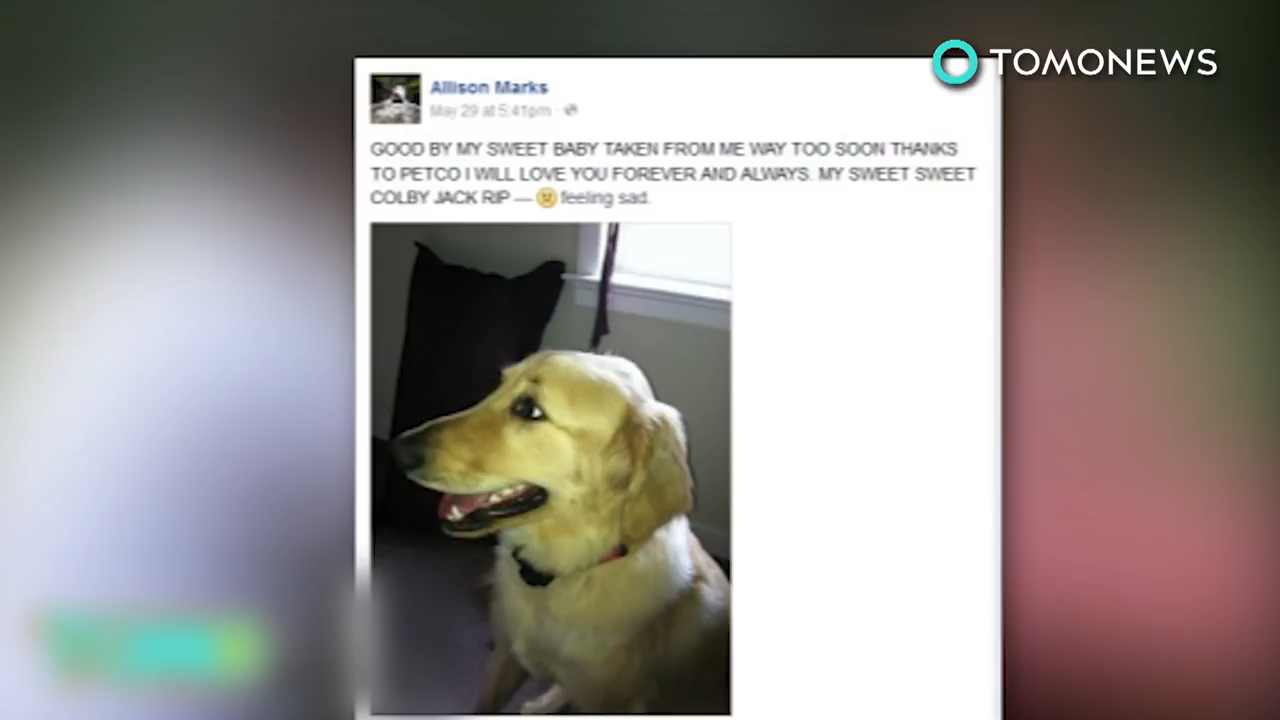 TOMONEWS
Allison Marks
May 29 at 5:41pm
GOOD BY MY SWEET BABY TAKEN FROM ME WAY TOO SOON THANKS
TO PETCO I WILL LOVE YOU FOREVER AND ALWAYS. MY SWEET SWEET
COLBY JACK RIP — feeling sad.